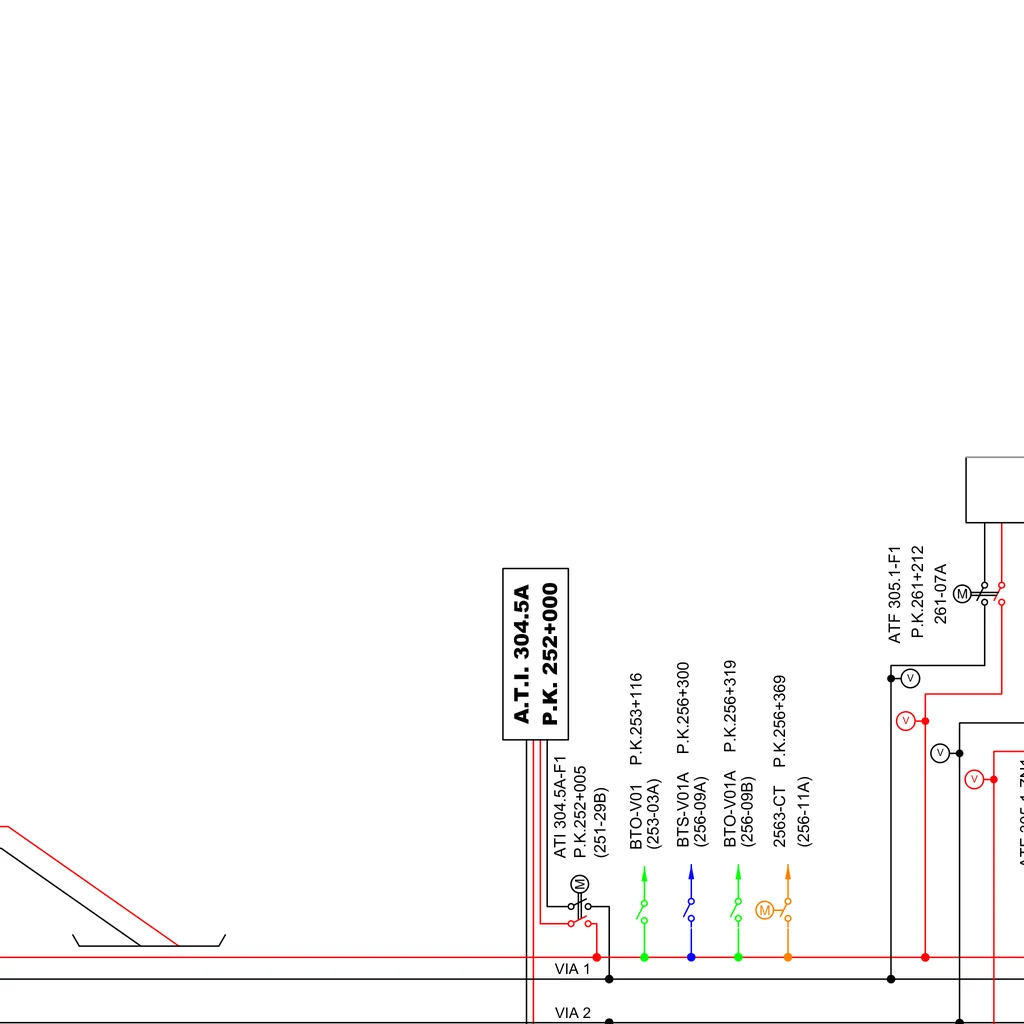 A.T.I. 304.5A
P.K. 252+000
ATI 304.5A-F1
P.K.252+005
(251-29B)
M
BTO-V01 P.K.253+116
(253-03A)
BTS-V01A P.K.256+300
(256-09A)
BTO-V01A P.K.256+319
(256-09B)
2563-CT P.K.256+369
(256-11A)
M
ATF 305.1-F1
P.K.261+212
261-07A
M
V
V
V
V
VIA 1
VIA 2